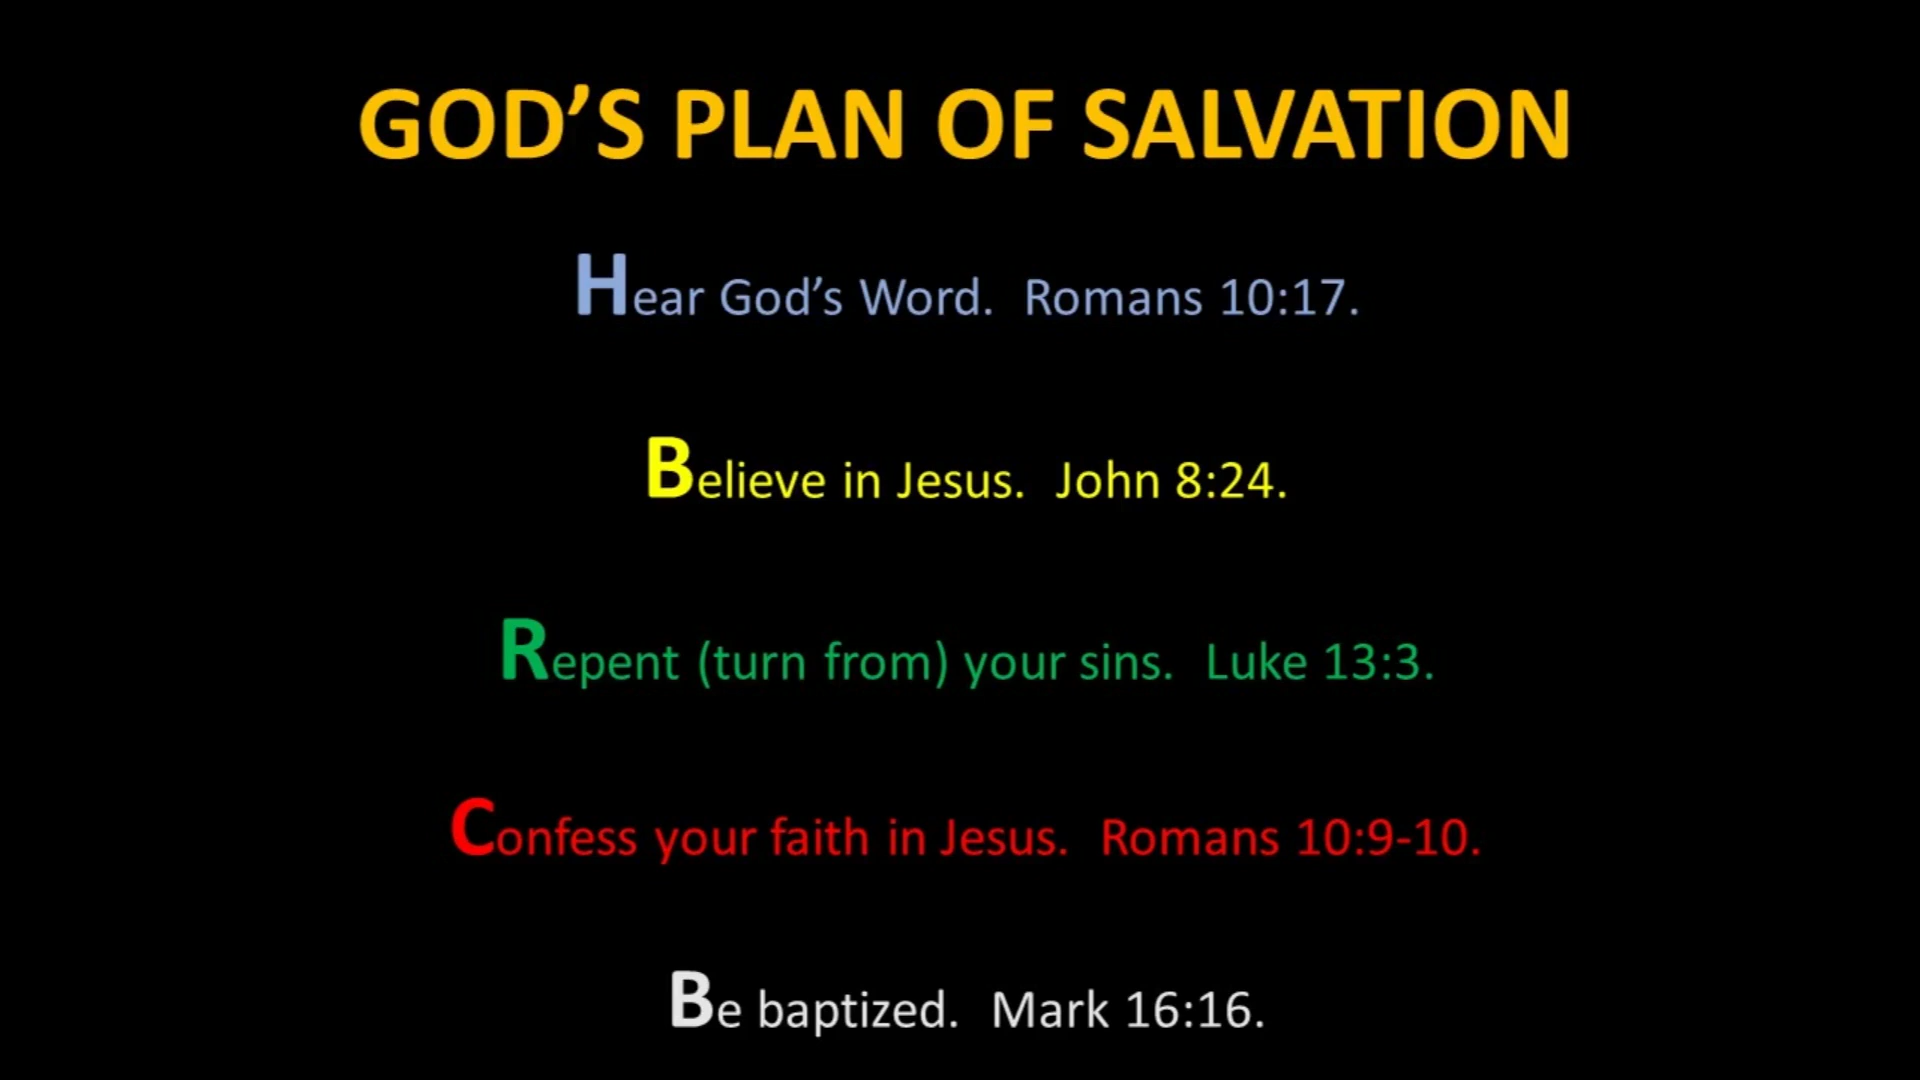 GOD’S PLAN OF SALVATION
Hear God’s Word.  Romans 10:17.
Believe in Jesus.  John 8:24.
Repent (turn from) your sins.  Luke 13:3.
Confess your faith in Jesus.  Romans 10:9-10.
Be baptized.  Mark 16:16.